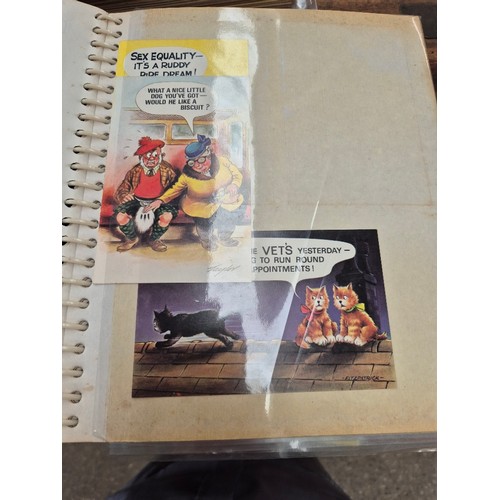 SEX EQUALITY—
IT'S A RUDDY
PIPE DREAM!
WHAT A NICE LITTLE
DOG YOU'VE GOT—
WOULD HE LIKE A
BISCUIT?
VET'S YESTERDAY—
TO RUN ROUND
APPOINTMENTS!
FITZPATRICK—